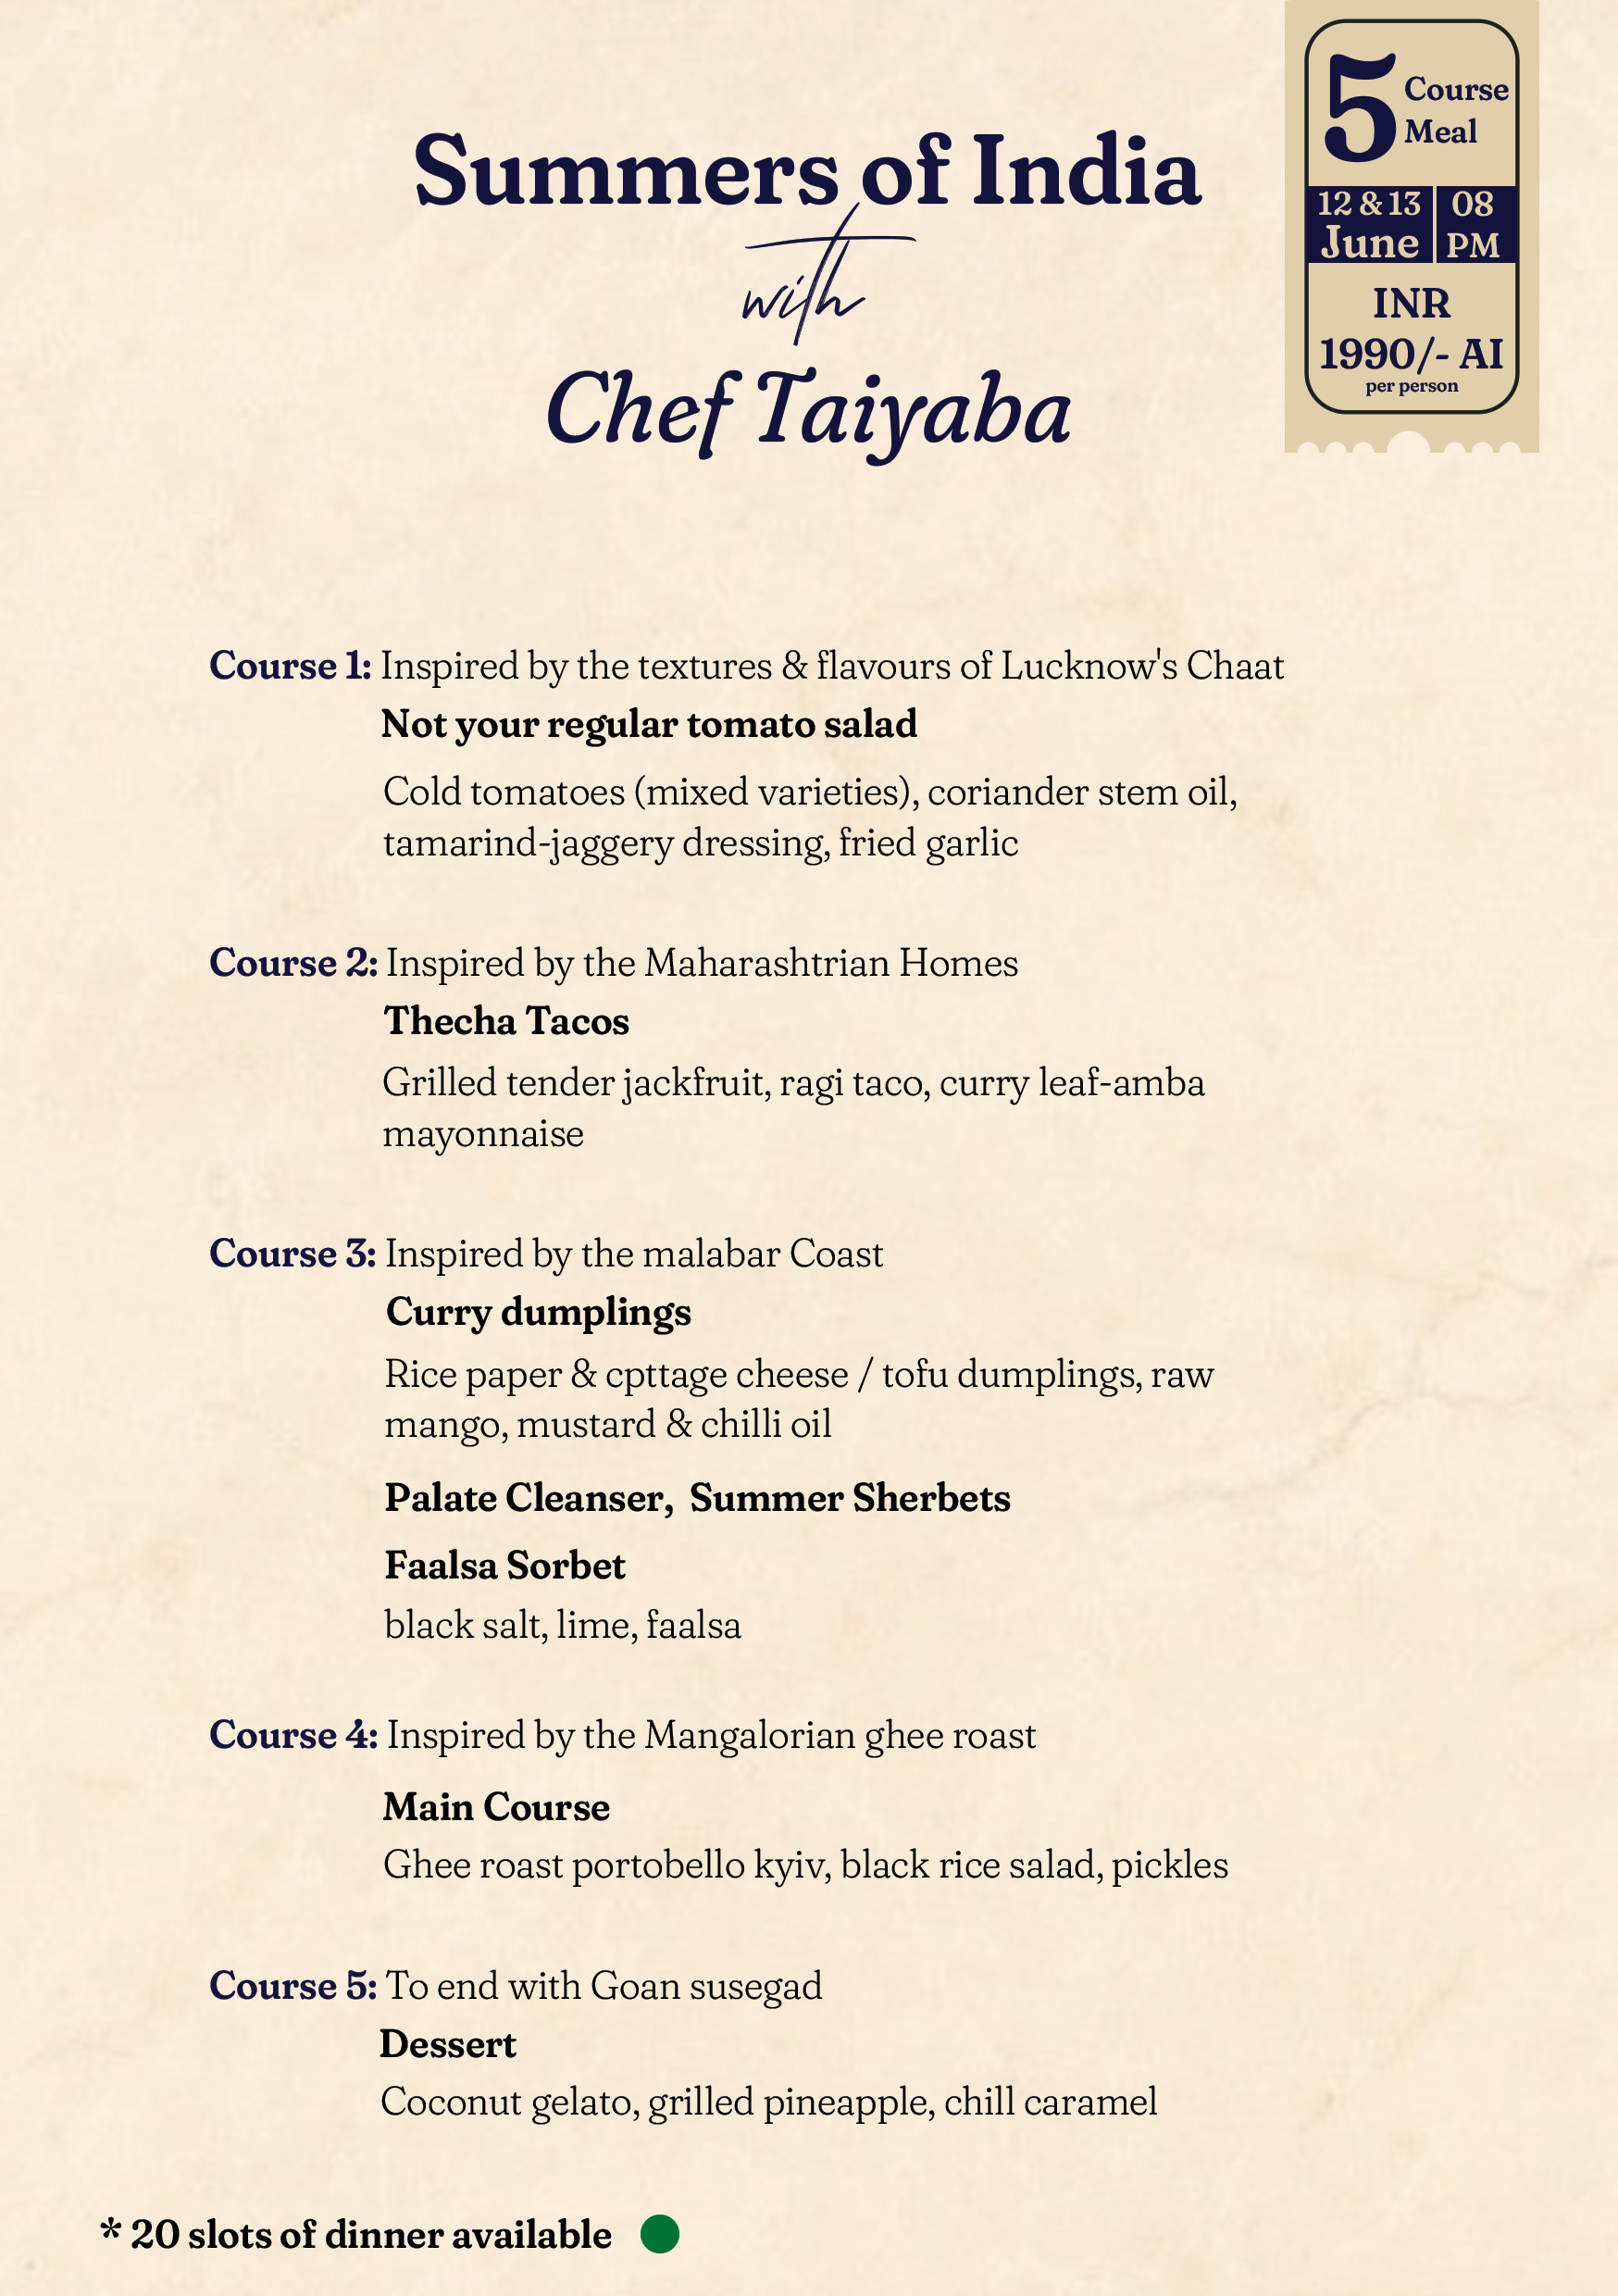 Summers of India
with
Chef Taiyaba
5 Course
Meal
12 & 13
June
08
PM
INR
1990/- AI
per person
Course 1: Inspired by the textures & flavours of Lucknow's Chaat
Not your regular tomato salad
Cold tomatoes (mixed varieties), coriander stem oil,
tamarind-jaggery dressing, fried garlic
Course 2: Inspired by the Maharashtrian Homes
Thecha Tacos
Grilled tender jackfruit, ragi taco, curry leaf-amba
mayonnaise
Course 3: Inspired by the malabar Coast
Curry dumplings
Rice paper & cpttage cheese / tofu dumplings, raw
mango, mustard & chilli oil
Palate Cleanser, Summer Sherbets
Faalsa Sorbet
black salt, lime, faalsa
Course 4: Inspired by the Mangalorian ghee roast
Main Course
Ghee roast portobello kyiv, black rice salad, pickles
Course 5: To end with Goan susegad
Dessert
Coconut gelato, grilled pineapple, chill caramel
* 20 slots of dinner available